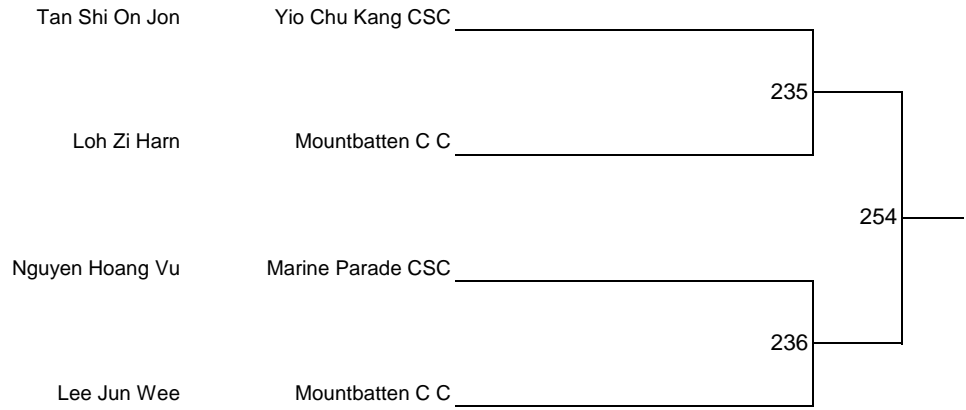 Tan Shi On Jon Yio Chu Kang CSC
235
Loh Zi Harn Mountbatten C C
254
Nguyen Hoang Vu Marine Parade CSC
236
Lee Jun Wee Mountbatten C C